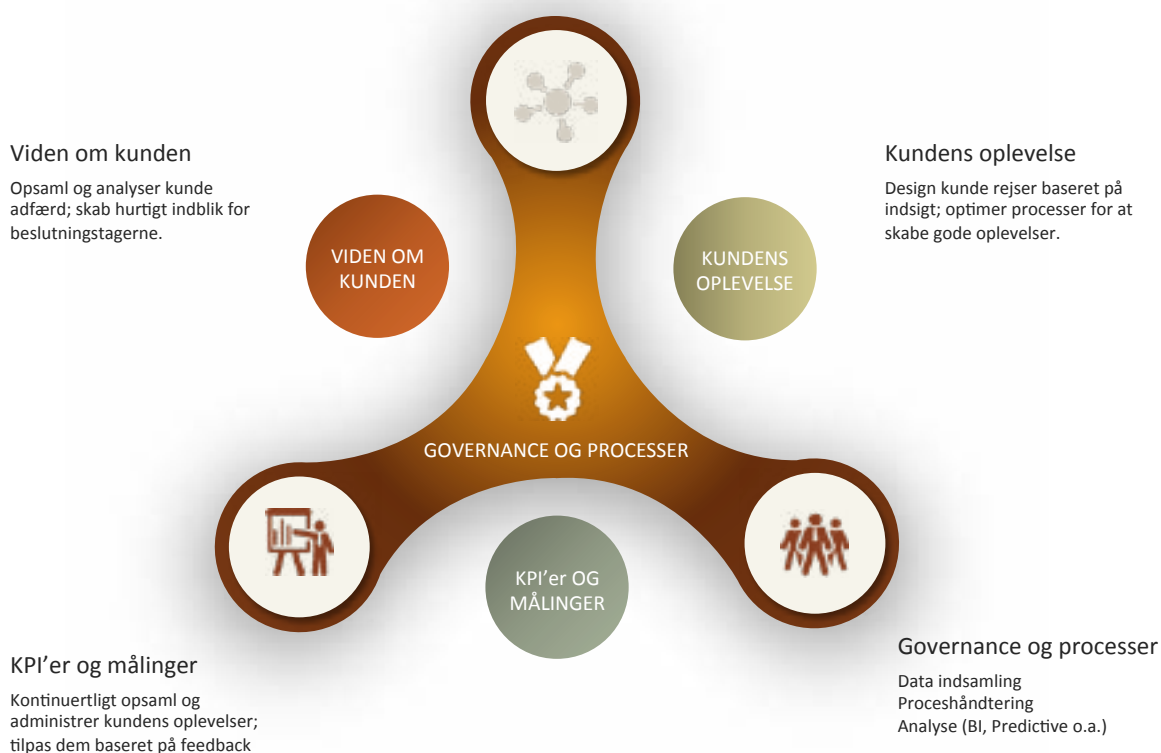 Viden om kunden
Opsaml og analyser kunde
adfærd; skab hurtigt indblik for
beslutningstagerne.
Kundens oplevelse
Design kunde rejser baseret på
indsigt; optimer processer for at
skabe gode oplevelser.
VIDEN OM
KUNDEN
KUNDENS
OPLEVELSE
GOVERNANCE OG PROCESSER
KPI’er OG
MÅLINGER
KPI’er og målinger
Kontinuertligt opsaml og
administrer kundens oplevelser;
tilpas dem baseret på feedback
Governance og processer
Data indsamling
Proceshåndtering
Analyse (BI, Predictive o.a.)